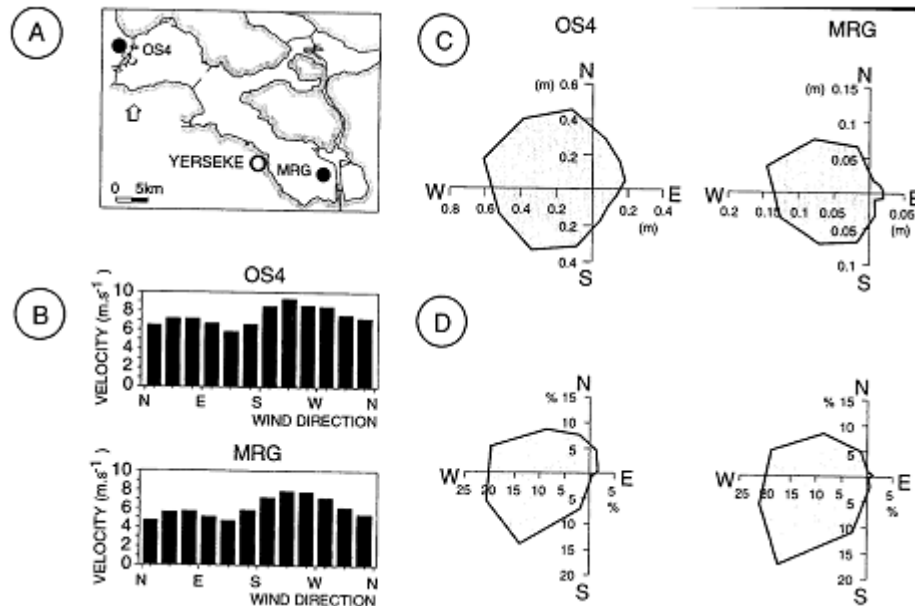 A
OS4
YERSEKE
MRG
0 5km
B
OS4
VELOCITY (m.s⁻¹)
10
8
6
4
2
0
N E S W N
WIND DIRECTION
MRG
VELOCITY (m.s⁻¹)
10
8
6
4
2
0
N E S W N
WIND DIRECTION
C
OS4
N
(m) 0.6
0.4
0.2
W E
0.8 0.6 0.4 0.2 0.2 0.4
0.2 (m)
0.4
S
MRG
N
(m) 0.15
0.1
0.05
W E
0.2 0.15 0.1 0.05 0.05
0.05 (m)
0.1
S
D
N
% 15
10
5
W E
25 20 15 10 5 5
5 %
10
15
20
S
N
% 15
10
5
W E
25 20 15 10 5 5
5 %
10
15
20
S